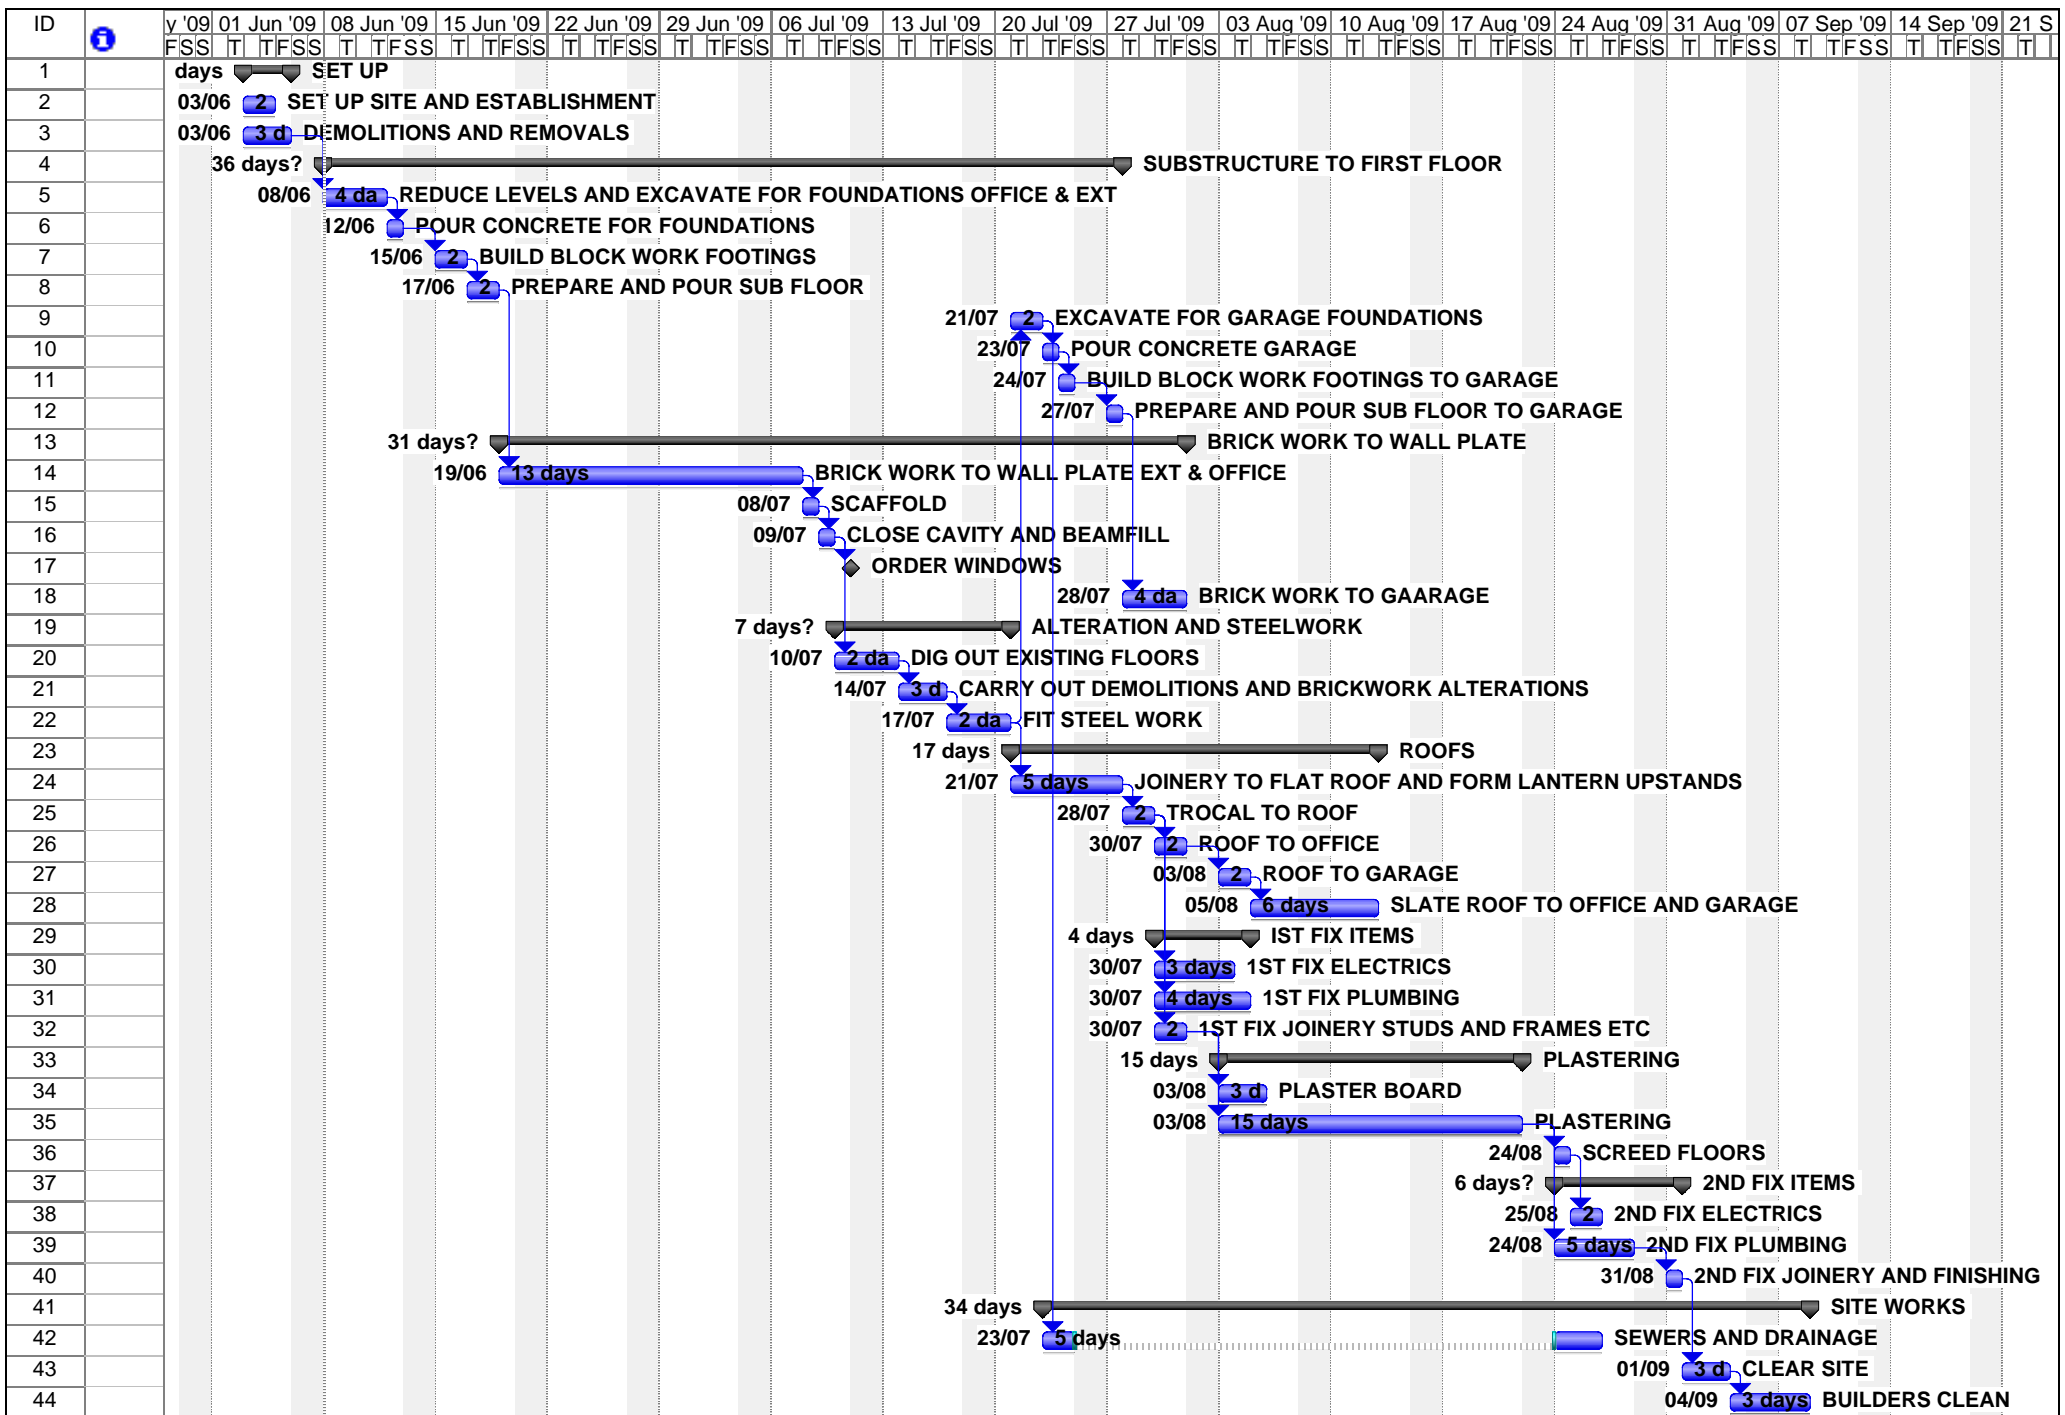 ID y '09 01 Jun '09 08 Jun '09 15 Jun '09 22 Jun '09 29 Jun '09 06 Jul '09 13 Jul '09 20 Jul '09 27 Jul '09 03 Aug '09 10 Aug '09 17 Aug '09 24 Aug '09 31 Aug '09 07 Sep '09 14 Sep '09 21 S
F S S T T F S S T T F S S T T F S S T T F S S T T F S S T T F S S T T F S S T T F S S T T F S S T T F S S T T F S S T T F S S T T F S S T T F S S T T F S S T T F S S T
1 days SET UP
2 03/06 2 SET UP SITE AND ESTABLISHMENT
3 03/06 3 d DEMOLITIONS AND REMOVALS
4 36 days? SUBSTRUCTURE TO FIRST FLOOR
5 08/06 4 da REDUCE LEVELS AND EXCAVATE FOR FOUNDATIONS OFFICE & EXT
6 12/06 POUR CONCRETE FOR FOUNDATIONS
7 15/06 2 BUILD BLOCK WORK FOOTINGS
8 17/06 2 PREPARE AND POUR SUB FLOOR
9 21/07 2 EXCAVATE FOR GARAGE FOUNDATIONS
10 23/07 POUR CONCRETE GARAGE
11 24/07 BUILD BLOCK WORK FOOTINGS TO GARAGE
12 27/07 PREPARE AND POUR SUB FLOOR TO GARAGE
13 31 days? BRICK WORK TO WALL PLATE
14 19/06 13 days BRICK WORK TO WALL PLATE EXT & OFFICE
15 08/07 SCAFFOLD
16 09/07 CLOSE CAVITY AND BEAMFILL
17 ORDER WINDOWS
18 28/07 4 da BRICK WORK TO GAARAGE
19 7 days? ALTERATION AND STEELWORK
20 10/07 2 da DIG OUT EXISTING FLOORS
21 14/07 3 d CARRY OUT DEMOLITIONS AND BRICKWORK ALTERATIONS
22 17/07 2 da FIT STEEL WORK
23 17 days ROOFS
24 21/07 5 days JOINERY TO FLAT ROOF AND FORM LANTERN UPSTANDS
25 28/07 2 TROCAL TO ROOF
26 30/07 2 ROOF TO OFFICE
27 03/08 2 ROOF TO GARAGE
28 05/08 6 days SLATE ROOF TO OFFICE AND GARAGE
29 4 days IST FIX ITEMS
30 30/07 3 days 1ST FIX ELECTRICS
31 30/07 4 days 1ST FIX PLUMBING
32 30/07 2 1ST FIX JOINERY STUDS AND FRAMES ETC
33 15 days PLASTERING
34 03/08 3 d PLASTER BOARD
35 03/08 15 days PLASTERING
36 24/08 SCREED FLOORS
37 6 days? 2ND FIX ITEMS
38 25/08 2 2ND FIX ELECTRICS
39 24/08 5 days 2ND FIX PLUMBING
40 31/08 2ND FIX JOINERY AND FINISHING
41 34 days SITE WORKS
42 23/07 5 days SEWERS AND DRAINAGE
43 01/09 3 d CLEAR SITE
44 04/09 3 days BUILDERS CLEAN